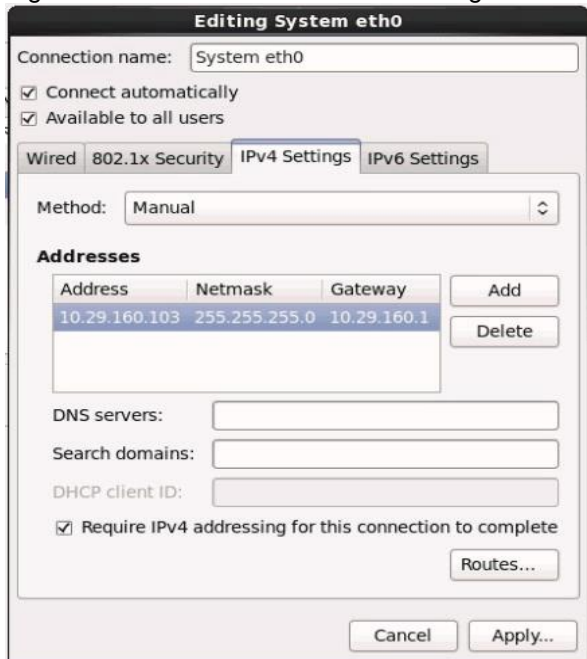 Editing System eth0
Connection name: System eth0
Connect automatically
Available to all users
Wired 802.1x Security IPv4 Settings IPv6 Settings
Method: Manual
Addresses
Address Netmask Gateway Add
10.29.160.103 255.255.255.0 10.29.160.1
Delete
DNS servers:
Search domains:
DHCP client ID:
Require IPv4 addressing for this connection to complete
Routes...
Cancel Apply...